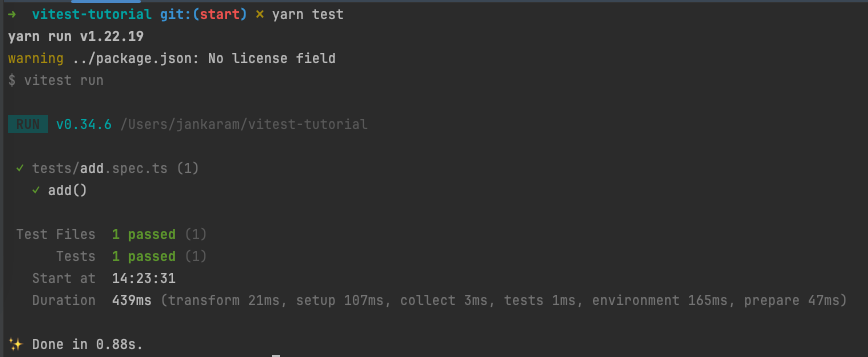 → vitest-tutorial git:(start) × yarn test
yarn run v1.22.19
warning ../package.json: No license field
$ vitest run
RUN v0.34.6 /Users/jankaram/vitest-tutorial
✓ tests/add.spec.ts (1)
✓ add()
Test Files 1 passed (1)
Tests 1 passed (1)
Start at 14:23:31
Duration 439ms (transform 21ms, setup 107ms, collect 3ms, tests 1ms, environment 165ms, prepare 47ms)
✨ Done in 0.88s.